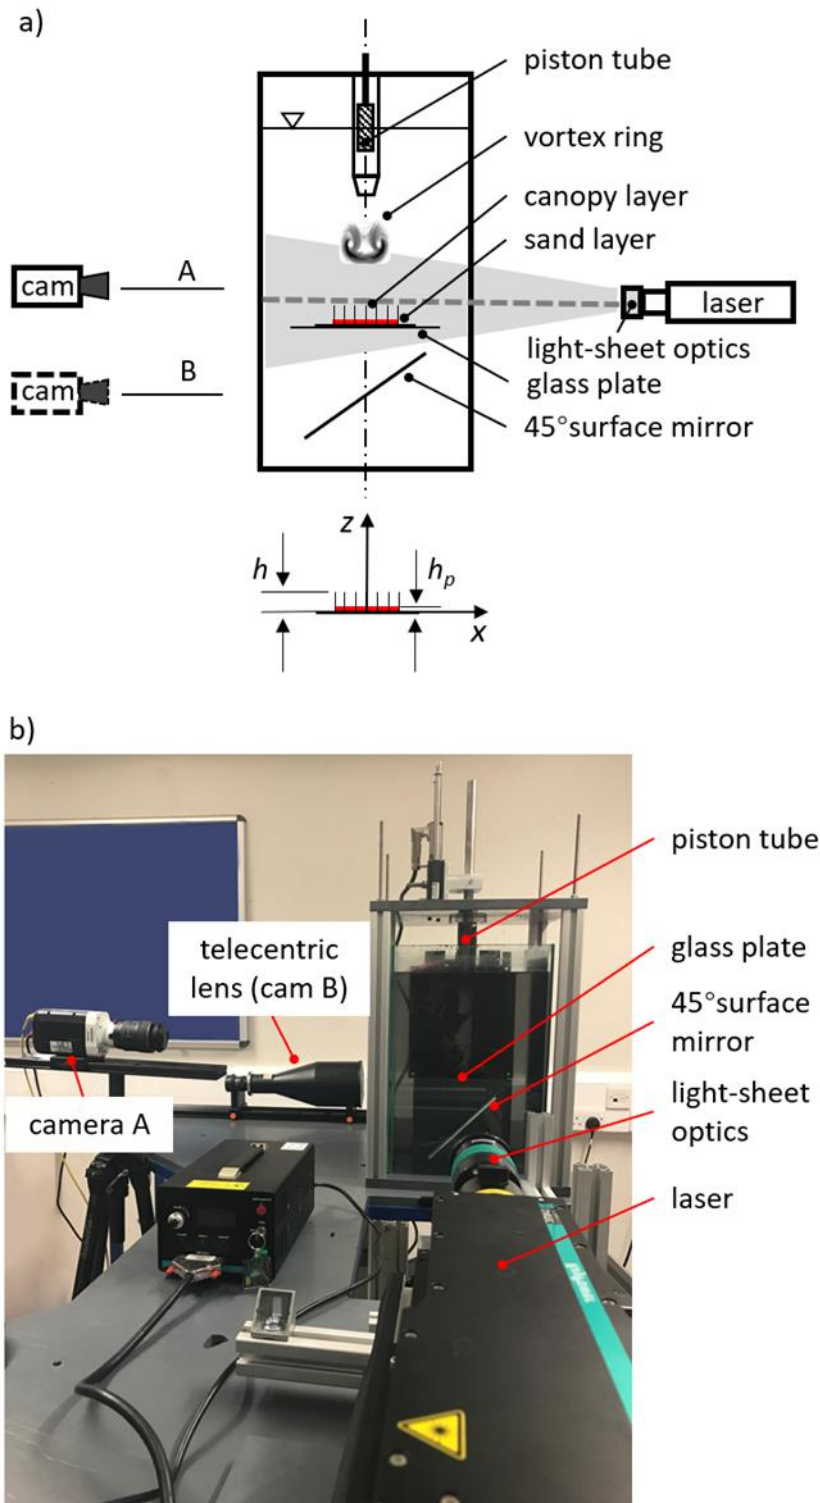 a)
piston tube
vortex ring
canopy layer
sand layer
cam
A
laser
light-sheet optics
cam
B
glass plate
45°surface mirror
z
h
h_p
x
b)
piston tube
glass plate
telecentric
lens (cam B)
45°surface
mirror
light-sheet
optics
camera A
laser